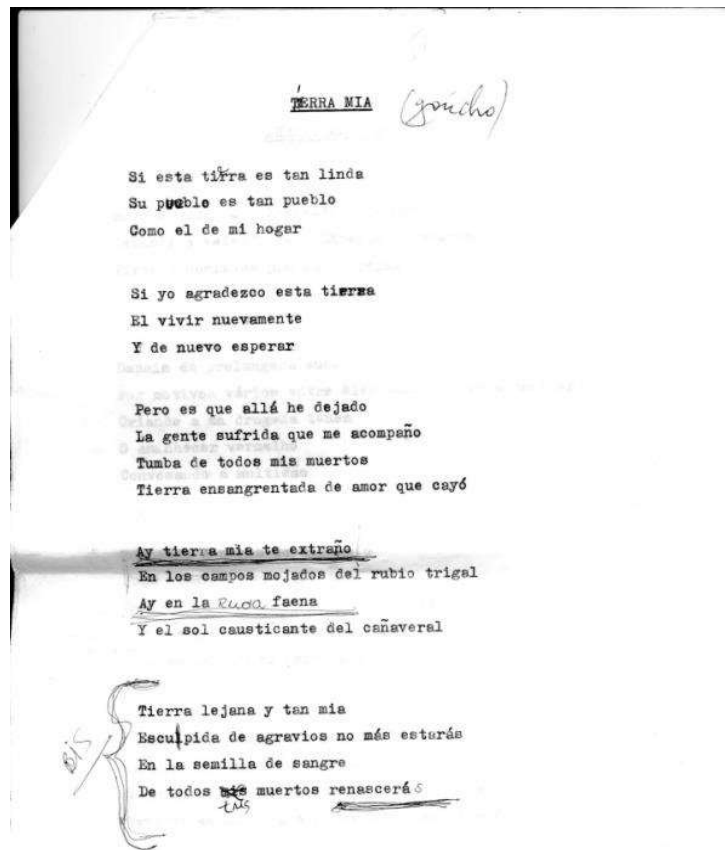 TIERRA MIA (gaúcho)
Si esta tierra es tan linda
Su pueblo es tan pueblo
Como el de mi hogar
Si yo agradezco esta tierra
El vivir nuevamente
Y de nuevo esperar
Pero es que allá he dejado
La gente sufrida que me acompaño
Tumba de todos mis muertos
Tierra ensangrentada de amor que cayó
Ay tierra mia te extraño
En los campos mojados del rubio trigal
Ay en la Ruda faena
Y el sol causticante del cañaveral
BIS
Tierra lejana y tan mia
Esculpida de agravios no más estarás
En la semilla de sangre
De todos mis muertos renascerás
tus